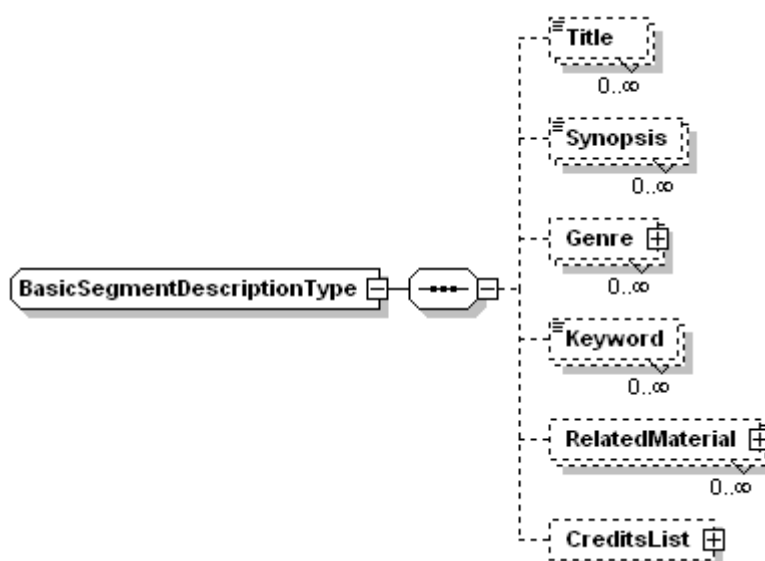 Title
0..∞
Synopsis
0..∞
Genre
0..∞
BasicSegmentDescriptionType
Keyword
0..∞
RelatedMaterial
0..∞
CreditsList